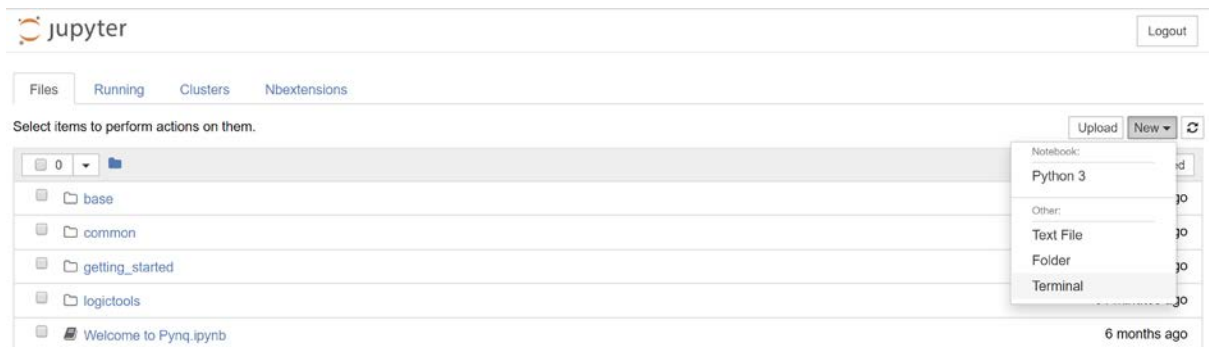 jupyter
Logout
Files Running Clusters Nbextensions
Select items to perform actions on them.
Upload New
0
Notebook:
Python 3
Other:
Text File
Folder
Terminal
base
common
getting_started
logictools
ago
Welcome to Pynq.ipynb
6 months ago